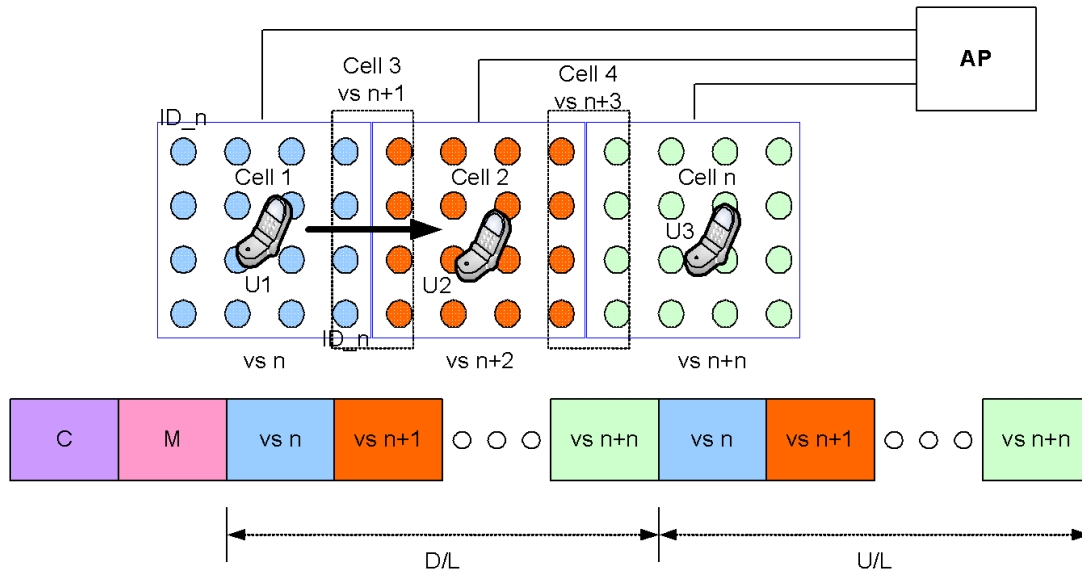 AP
Cell 3
vs n+1
Cell 4
vs n+3
ID_n
Cell 1
Cell 2
Cell n
U1
U2
U3
ID_n
vs n
vs n+2
vs n+n
C
M
vs n
vs n+1
vs n+n
vs n
vs n+1
vs n+n
D/L
U/L